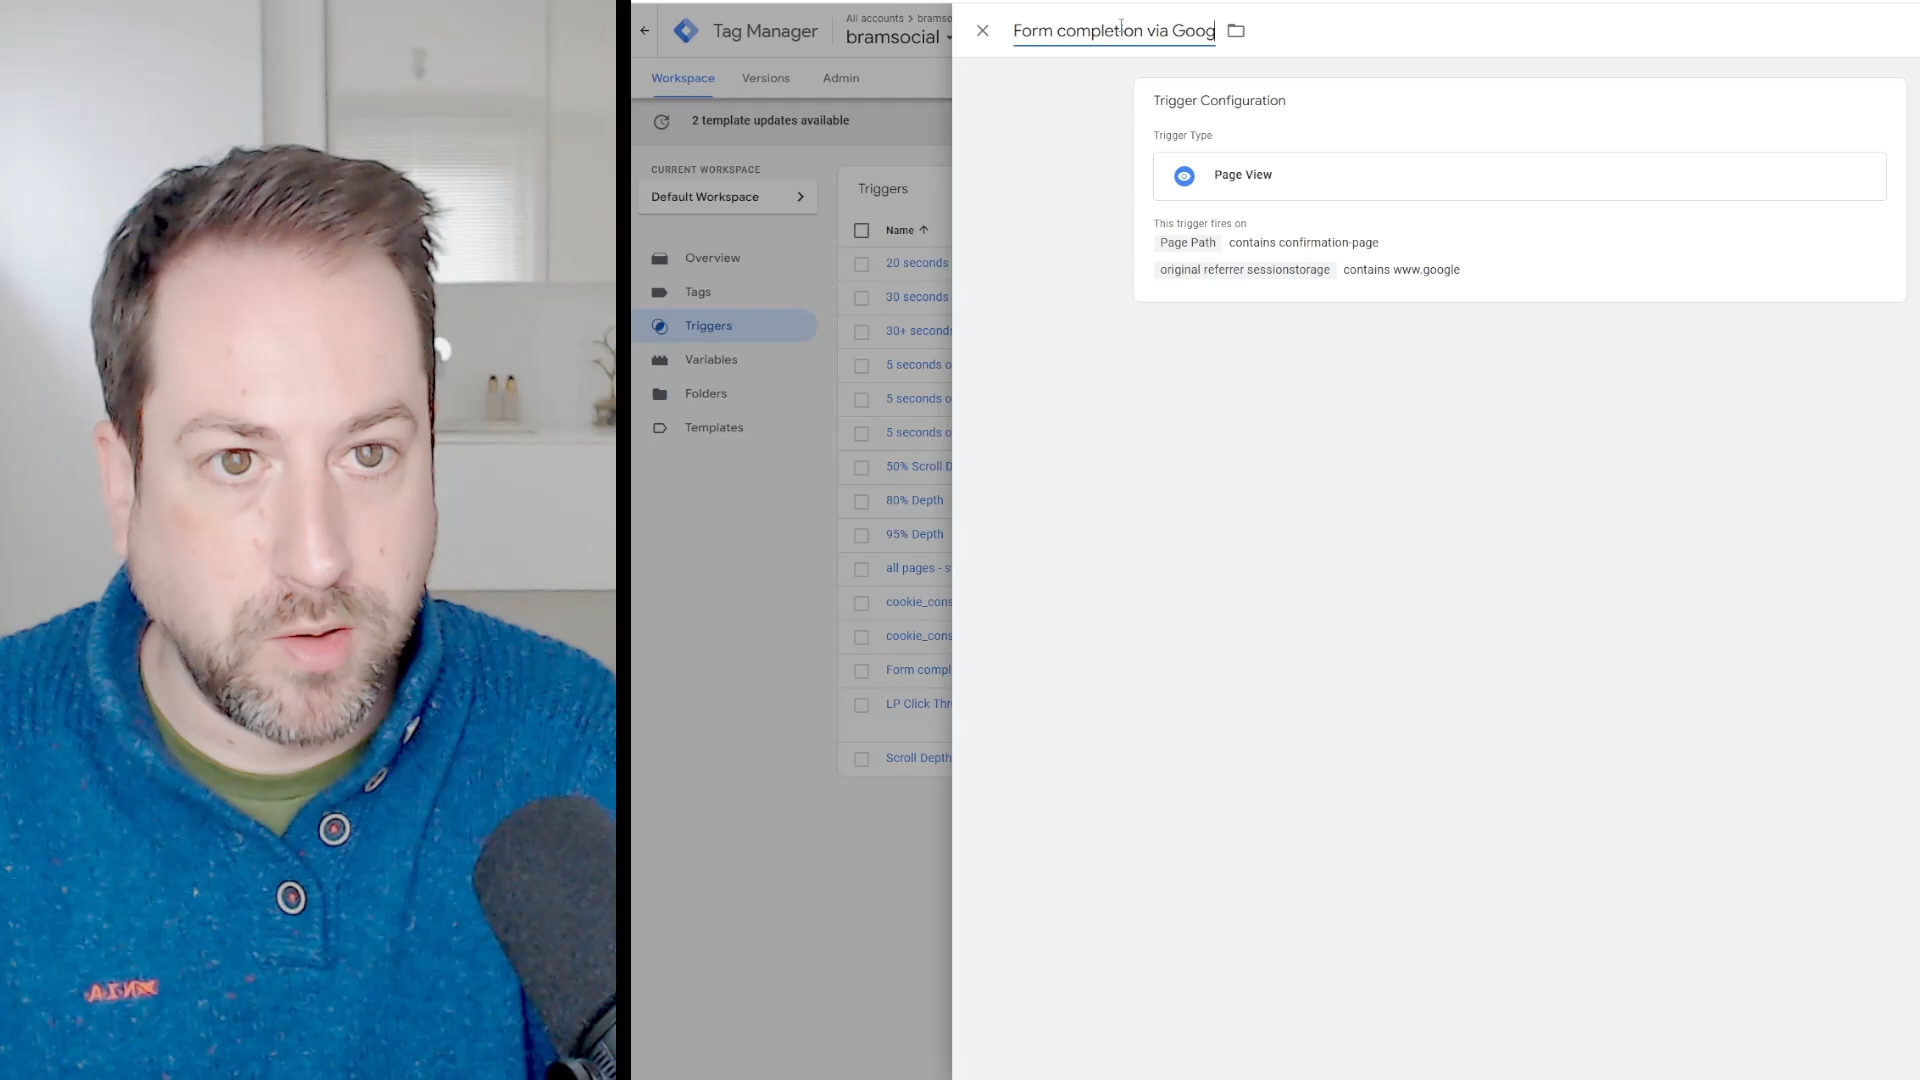 All accounts > bramso
Tag Manager
bramsocial
Form completion via Goog
Workspace
Versions
Admin
2 template updates available
CURRENT WORKSPACE
Default Workspace
Overview
Tags
Triggers
Variables
Folders
Templates
Triggers
Name
20 seconds
30 seconds
30+ seconds
5 seconds o
5 seconds o
5 seconds o
50% Scroll D
80% Depth
95% Depth
all pages - s
cookie_cons
cookie_cons
Form compl
LP Click Thr
Scroll Depth
Trigger Configuration
Trigger Type
Page View
This trigger fires on
Page Path contains confirmation-page
original referrer sessionstorage contains www.google